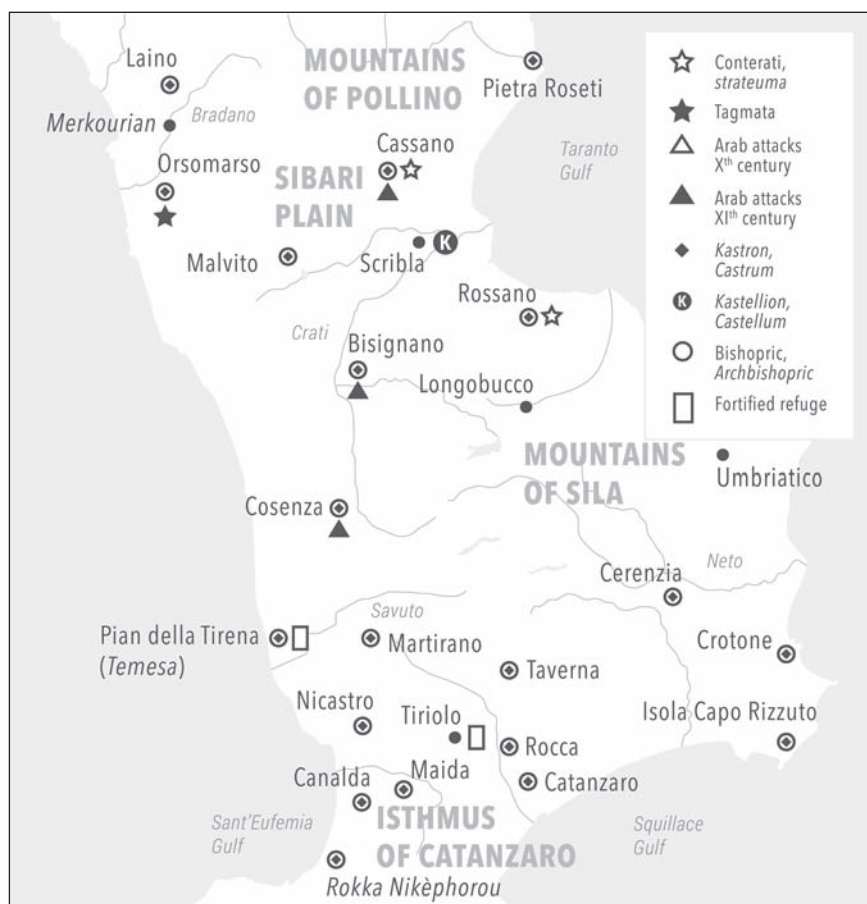 Laino
MOUNTAINS
OF POLLINO
Pietra Roseti
Merkourian
Bradano
Orsomarso
Cassano
Taranto
Gulf
SIBARI
PLAIN
Malvito
Scribla
K
Rossano
Crati
Bisignano
Longobucco
MOUNTAINS
OF SILA
Umbriatico
Cosenza
Neto
Cerenzia
Savuto
Pian della Tirena
(Temesa)
Martirano
Crotone
Taverna
Nicastro
Tiriolo
Isola Capo Rizzuto
Rocca
Canalda
Maida
Catanzaro
Sant'Eufemia
Gulf
ISTHMUS
OF CATANZARO
Squillace
Gulf
Rokka Nikèphorou
Conterati,
strateuma
Tagmata
Arab attacks
Xth century
Arab attacks
XIth century
Kastron,
Castrum
K
Kastellion,
Castellum
Bishopric,
Archbishopric
Fortified refuge